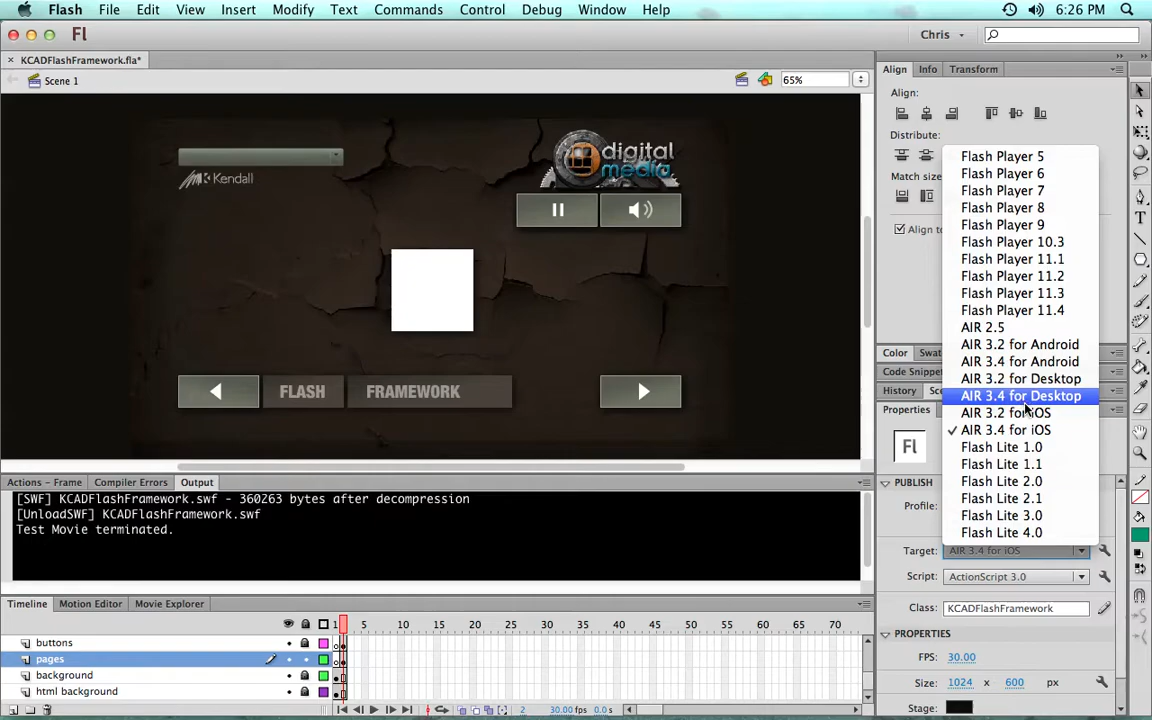 Flash File Edit View Insert Modify Text Commands Control Debug Window Help 6:26 PM
Fl Chris
KCADFlashFramework.fla*
Scene 1 65%
Align Info Transform
Align:
Distribute:
Match size
Align to
digital
media
Kendall
FLASH FRAMEWORK
Flash Player 5
Flash Player 6
Flash Player 7
Flash Player 8
Flash Player 9
Flash Player 10.3
Flash Player 11.1
Flash Player 11.2
Flash Player 11.3
Flash Player 11.4
AIR 2.5
AIR 3.2 for Android
AIR 3.4 for Android
AIR 3.2 for Desktop
AIR 3.4 for Desktop
AIR 3.2 for iOS
AIR 3.4 for iOS
Flash Lite 1.0
Flash Lite 1.1
Flash Lite 2.0
Flash Lite 2.1
Flash Lite 3.0
Flash Lite 4.0
Color Swat
Code Snippet
History Sc
Properties
Fl
PUBLISH
Profile:
Target: AIR 3.4 for iOS
Script: ActionScript 3.0
Class: KCADFlashFramework
PROPERTIES
FPS: 30.00
Size: 1024 x 600 px
Stage:
Actions - Frame Compiler Errors Output
[SWF] KCADFlashFramework.swf - 360263 bytes after decompression
[UnloadSWF] KCADFlashFramework.swf
Test Movie terminated.
Timeline Motion Editor Movie Explorer
1 5 10 15 20 25 30 35 40 45 50 55 60 65 70
buttons
pages
background
html background
2 30.00 fps 0.0 s